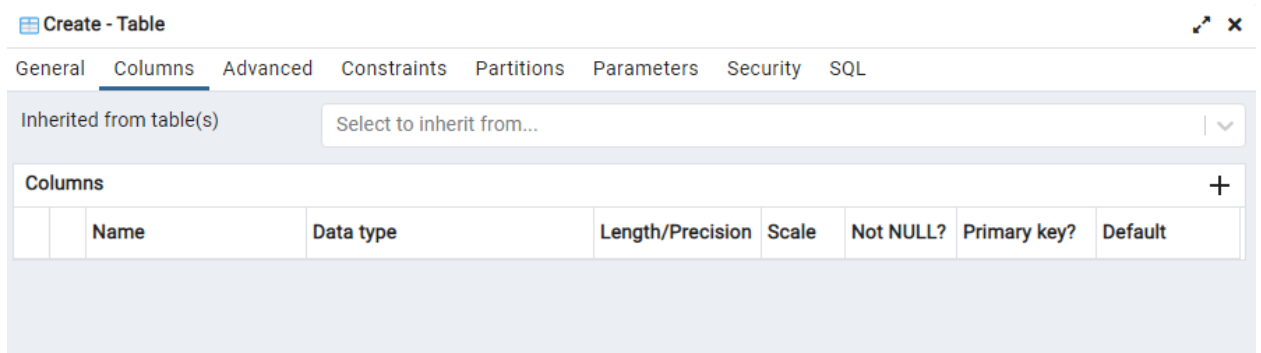 Create - Table
General Columns Advanced Constraints Partitions Parameters Security SQL
Inherited from table(s) Select to inherit from...
Columns
Name Data type Length/Precision Scale Not NULL? Primary key? Default